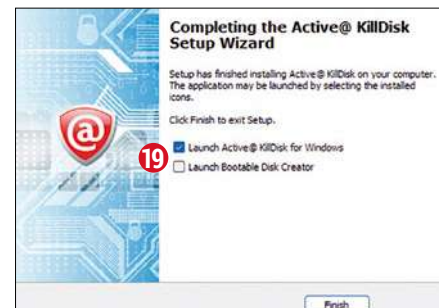 Completing the Active@ KillDisk
Setup Wizard
Setup has finished installing Active@ KillDisk on your computer.
The application may be launched by selecting the installed
icons.
Click Finish to exit Setup.
@
19
Launch Active@ KillDisk for Windows
Launch Bootable Disk Creator
Finish